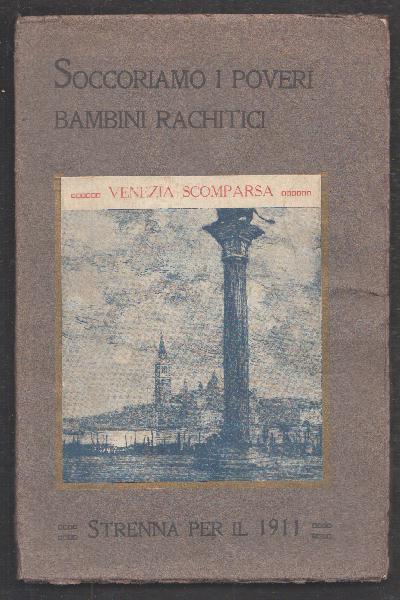 SOCCORIAMO I POVERI
BAMBINI RACHITICI
VENEZIA SCOMPARSA
STRENNA PER IL 1911